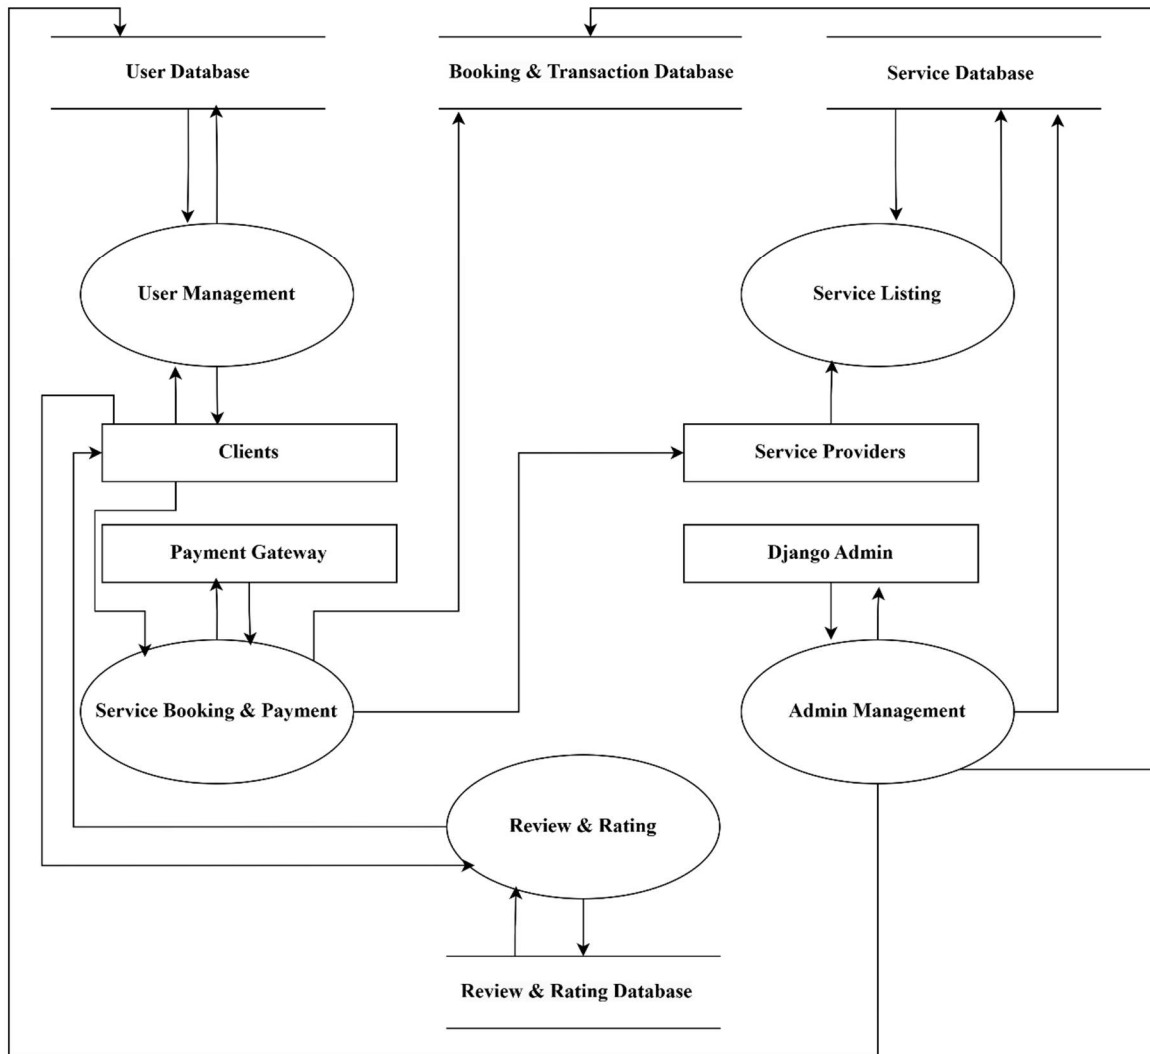 User Database
Booking & Transaction Database
Service Database
User Management
Service Listing
Clients
Service Providers
Payment Gateway
Django Admin
Service Booking & Payment
Admin Management
Review & Rating
Review & Rating Database